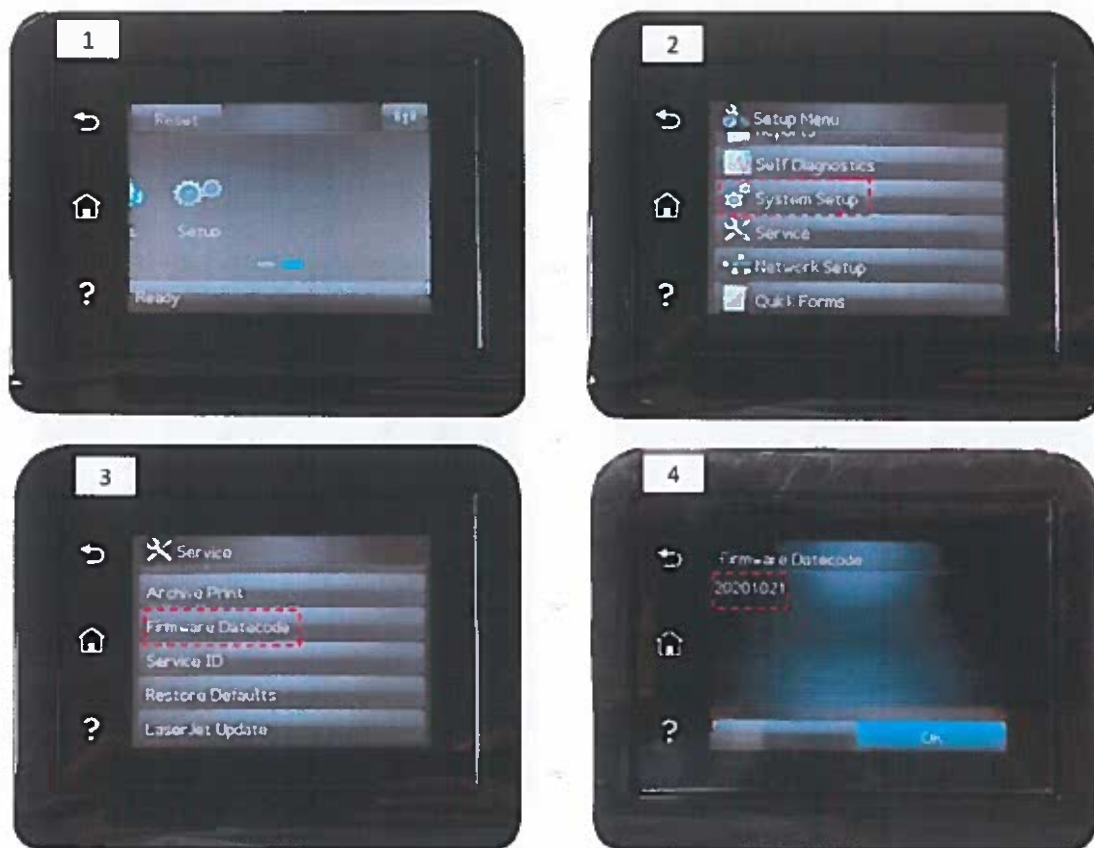 1
Reset
Setup
Ready
?
2
Setup Menu
Reports
Self Diagnostics
System Setup
Service
Network Setup
Quick Forms
?
3
Service
Archive Print
Firmware Datecode
Service ID
Restore Defaults
LaserJet Update
?
4
Firmware Datecode
20201021
OK
?